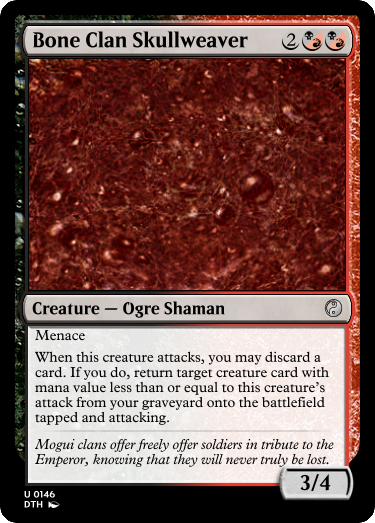 Bone Clan Skullweaver 2
Creature — Ogre Shaman
Menace
When this creature attacks, you may discard a
card. If you do, return target creature card with
mana value less than or equal to this creature's
attack from your graveyard onto the battlefield
tapped and attacking.
Mogui clans offer freely offer soldiers in tribute to the
Emperor, knowing that they will never truly be lost.
3/4
U 0146
DTH